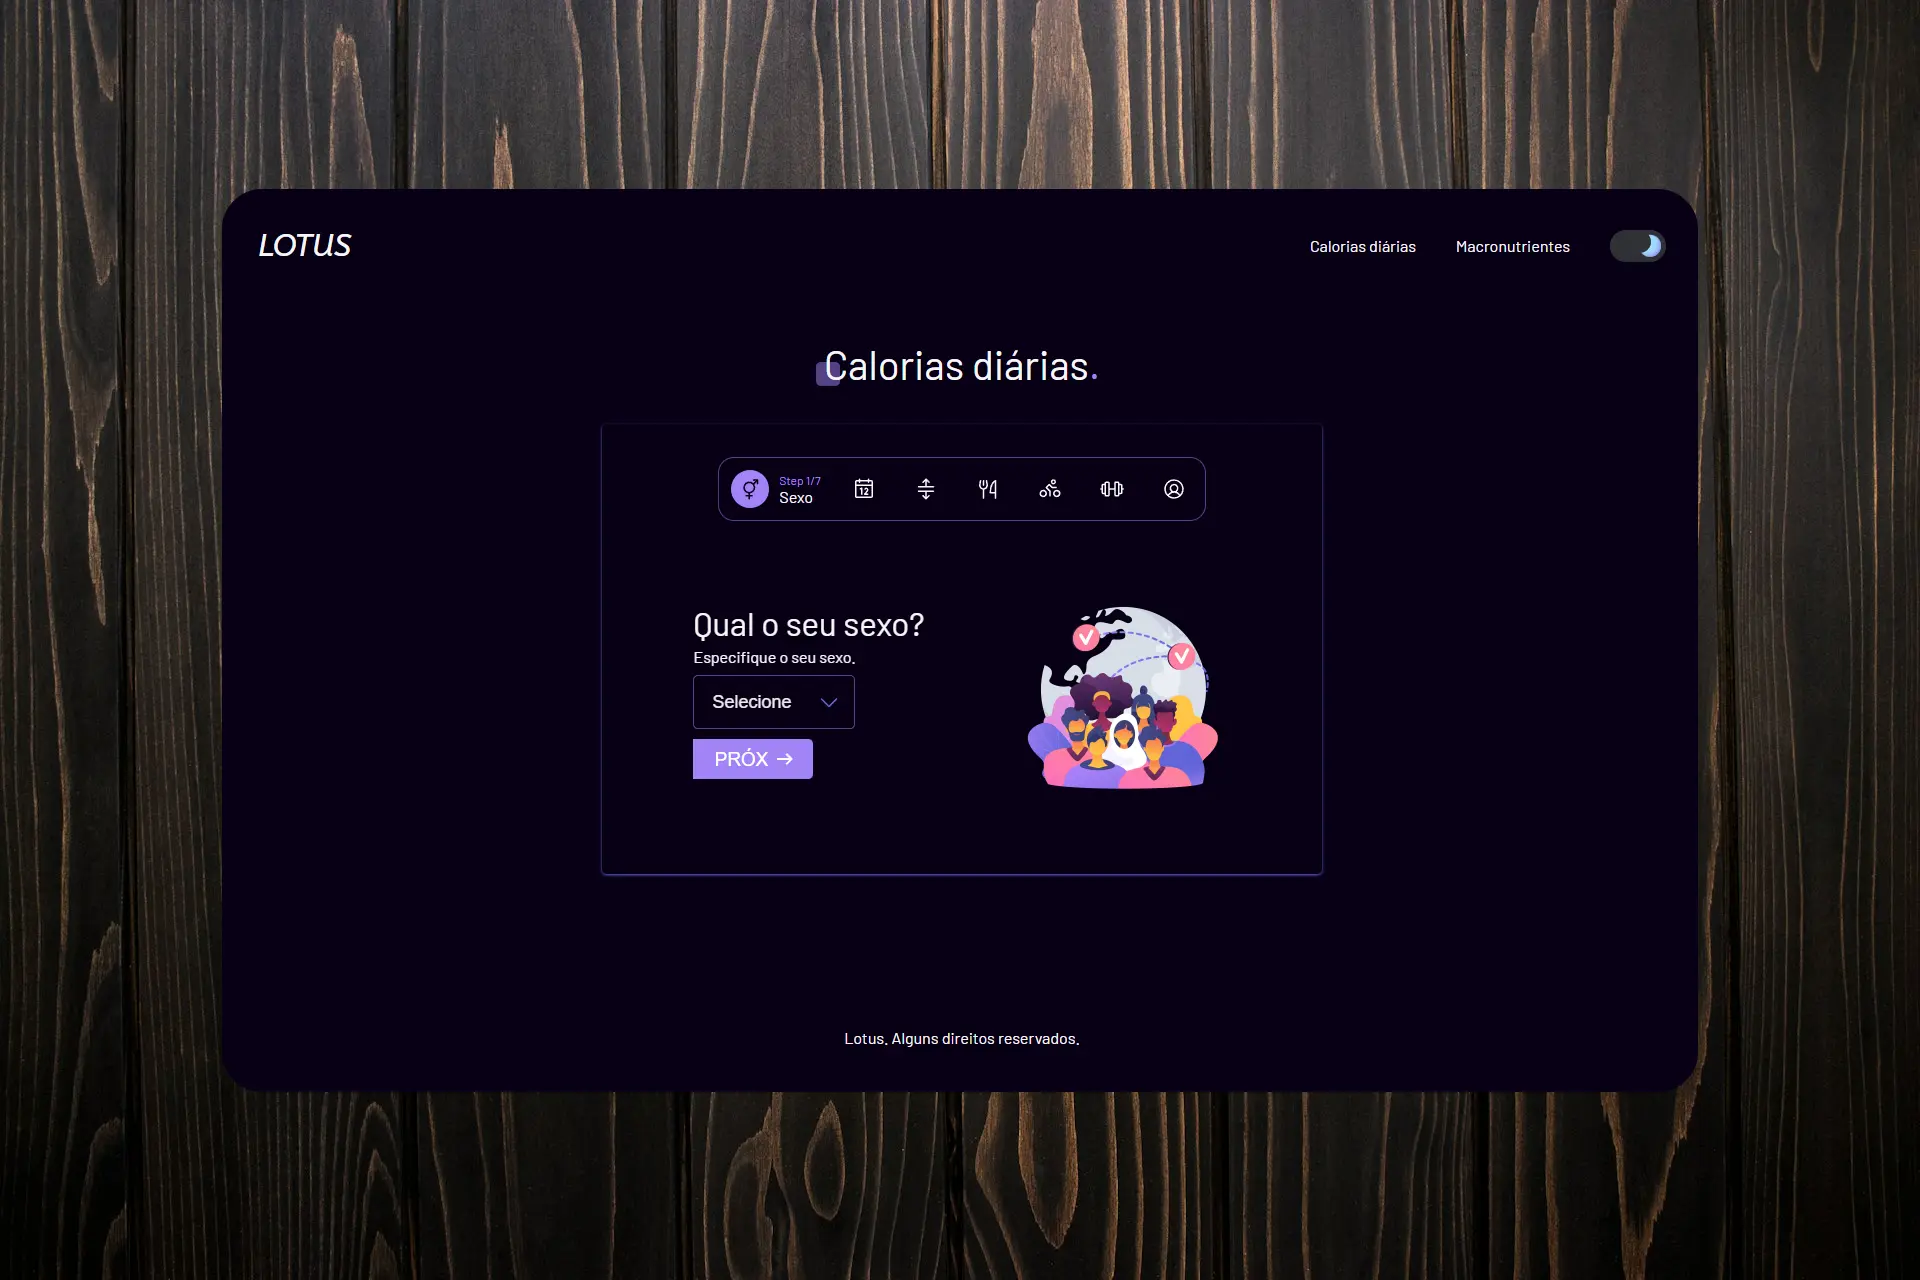 LOTUS
Calorias diárias
Macronutrientes
Calorias diárias.
Step 1/7
Sexo
12
Qual o seu sexo?
Especifique o seu sexo.
Selecione
PRÓX →
Lotus. Alguns direitos reservados.